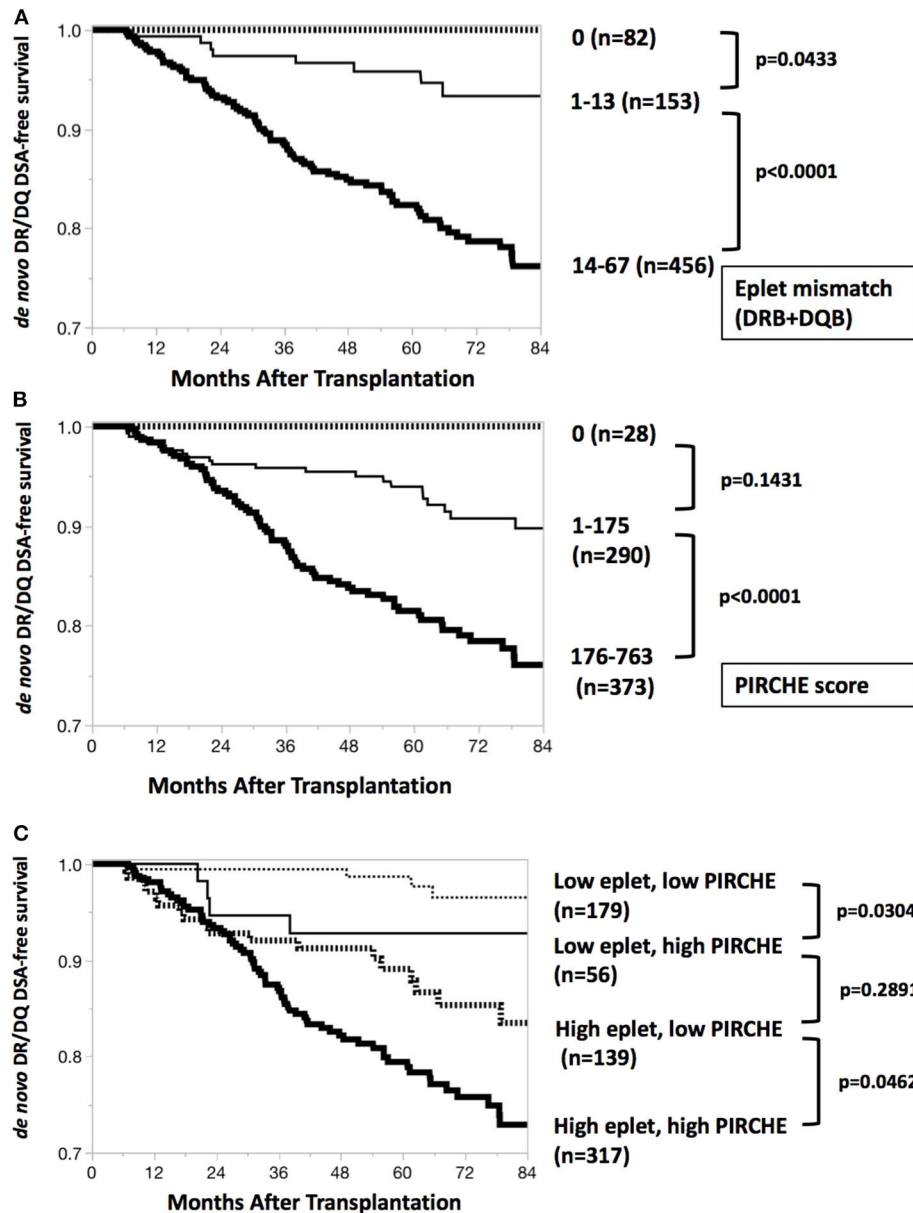 A
1.0
0.9
0.8
0.7
de novo DR/DQ DSA-free survival
0 12 24 36 48 60 72 84
Months After Transplantation
0 (n=82)
p=0.0433
1-13 (n=153)
p<0.0001
14-67 (n=456)
Eplet mismatch
(DRB+DQB)
B
1.0
0.9
0.8
0.7
de novo DR/DQ DSA-free survival
0 12 24 36 48 60 72 84
Months After Transplantation
0 (n=28)
p=0.1431
1-175
(n=290)
p<0.0001
176-763
(n=373)
PIRCHE score
C
1.0
0.9
0.8
0.7
de novo DR/DQ DSA-free survival
0 12 24 36 48 60 72 84
Months After Transplantation
Low eplet, low PIRCHE
(n=179)
p=0.0304
Low eplet, high PIRCHE
(n=56)
p=0.2891
High eplet, low PIRCHE
(n=139)
p=0.0462
High eplet, high PIRCHE
(n=317)